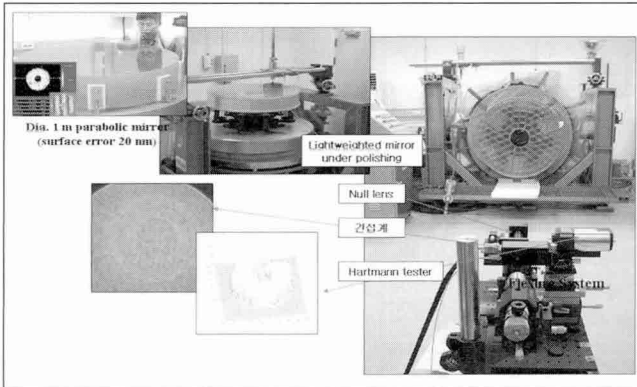 Dia. 1 m parabolic mirror
(surface error 20 nm)
Lightweighted mirror
under polishing
Null lens
간섭계
Hartmann tester
System